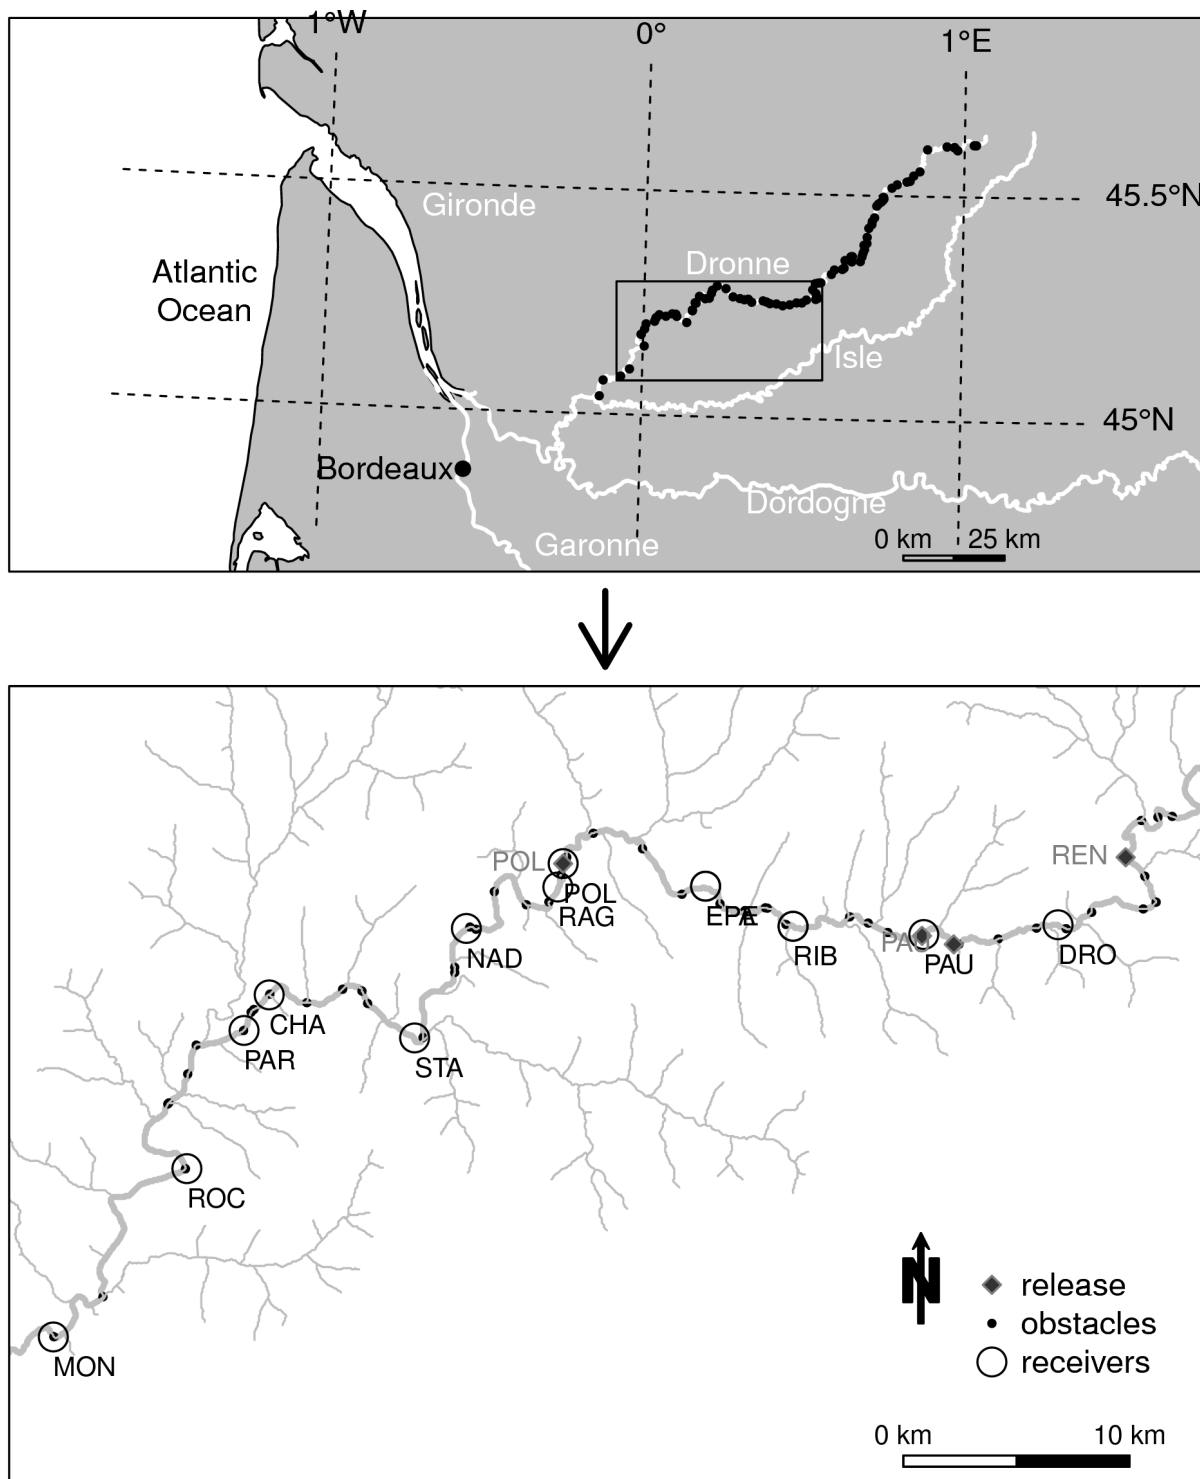 1°W
0°
1°E
45.5°N
Gironde
Dronne
Atlantic
Ocean
Isle
45°N
Bordeaux
Dordogne
Garonne
0 km
25 km
POL
POL
RAG
REN
EPE
NAD
RIB
PAU
PAU
DRO
CHA
PAR
STA
ROC
MON
N
release
obstacles
receivers
0 km
10 km